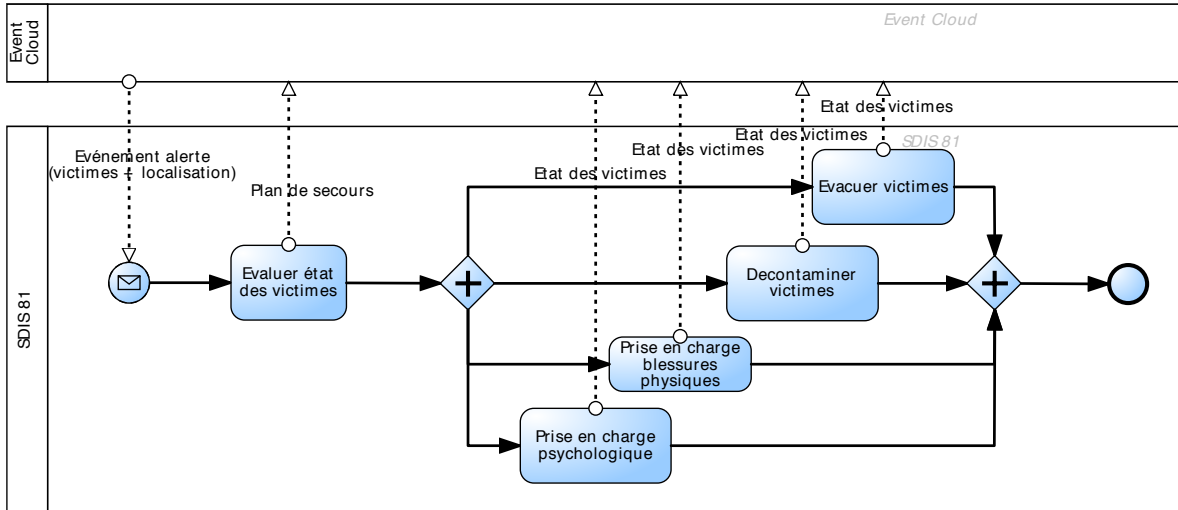 Event
Cloud
Event Cloud
Etat des victimes
Etat des victimes
Etat des victimes
Etat des victimes
SDIS 81
SDIS 81
Evénement alerte
(victimes + localisation)
Plan de secours
Evacuer victimes
Evaluer état
des victimes
Decontaminer
victimes
Prise en charge
blessures
physiques
Prise en charge
psychologique